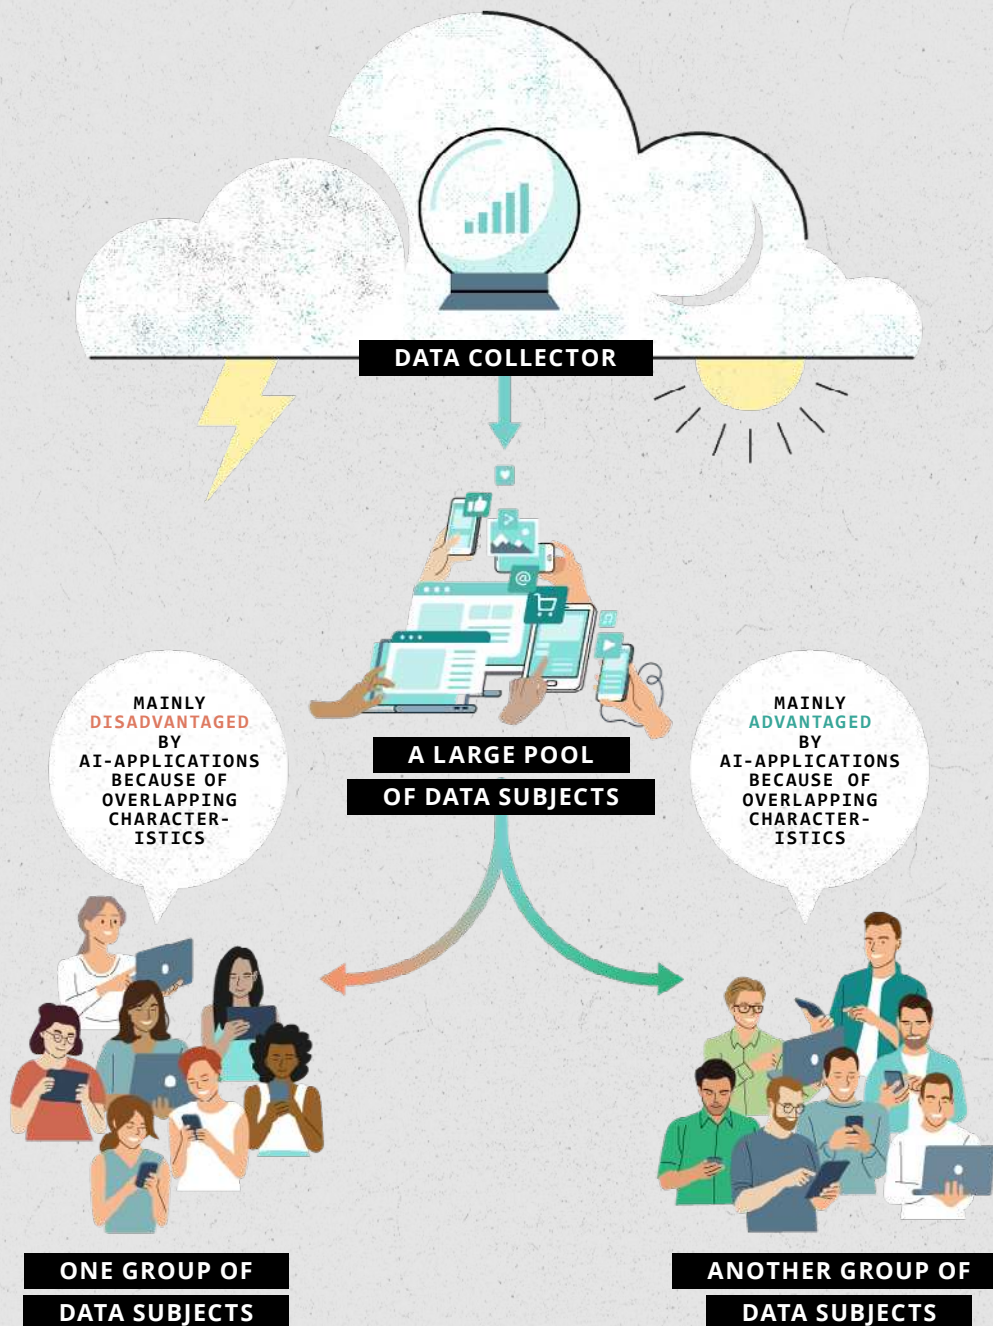 DATA COLLECTOR
@
A LARGE POOL
OF DATA SUBJECTS
MAINLY
DISADVANTAGED
BY
AI-APPLICATIONS
BECAUSE OF
OVERLAPPING
CHARACTER-
ISTICS
MAINLY
ADVANTAGED
BY
AI-APPLICATIONS
BECAUSE OF
OVERLAPPING
CHARACTER-
ISTICS
ONE GROUP OF
DATA SUBJECTS
ANOTHER GROUP OF
DATA SUBJECTS